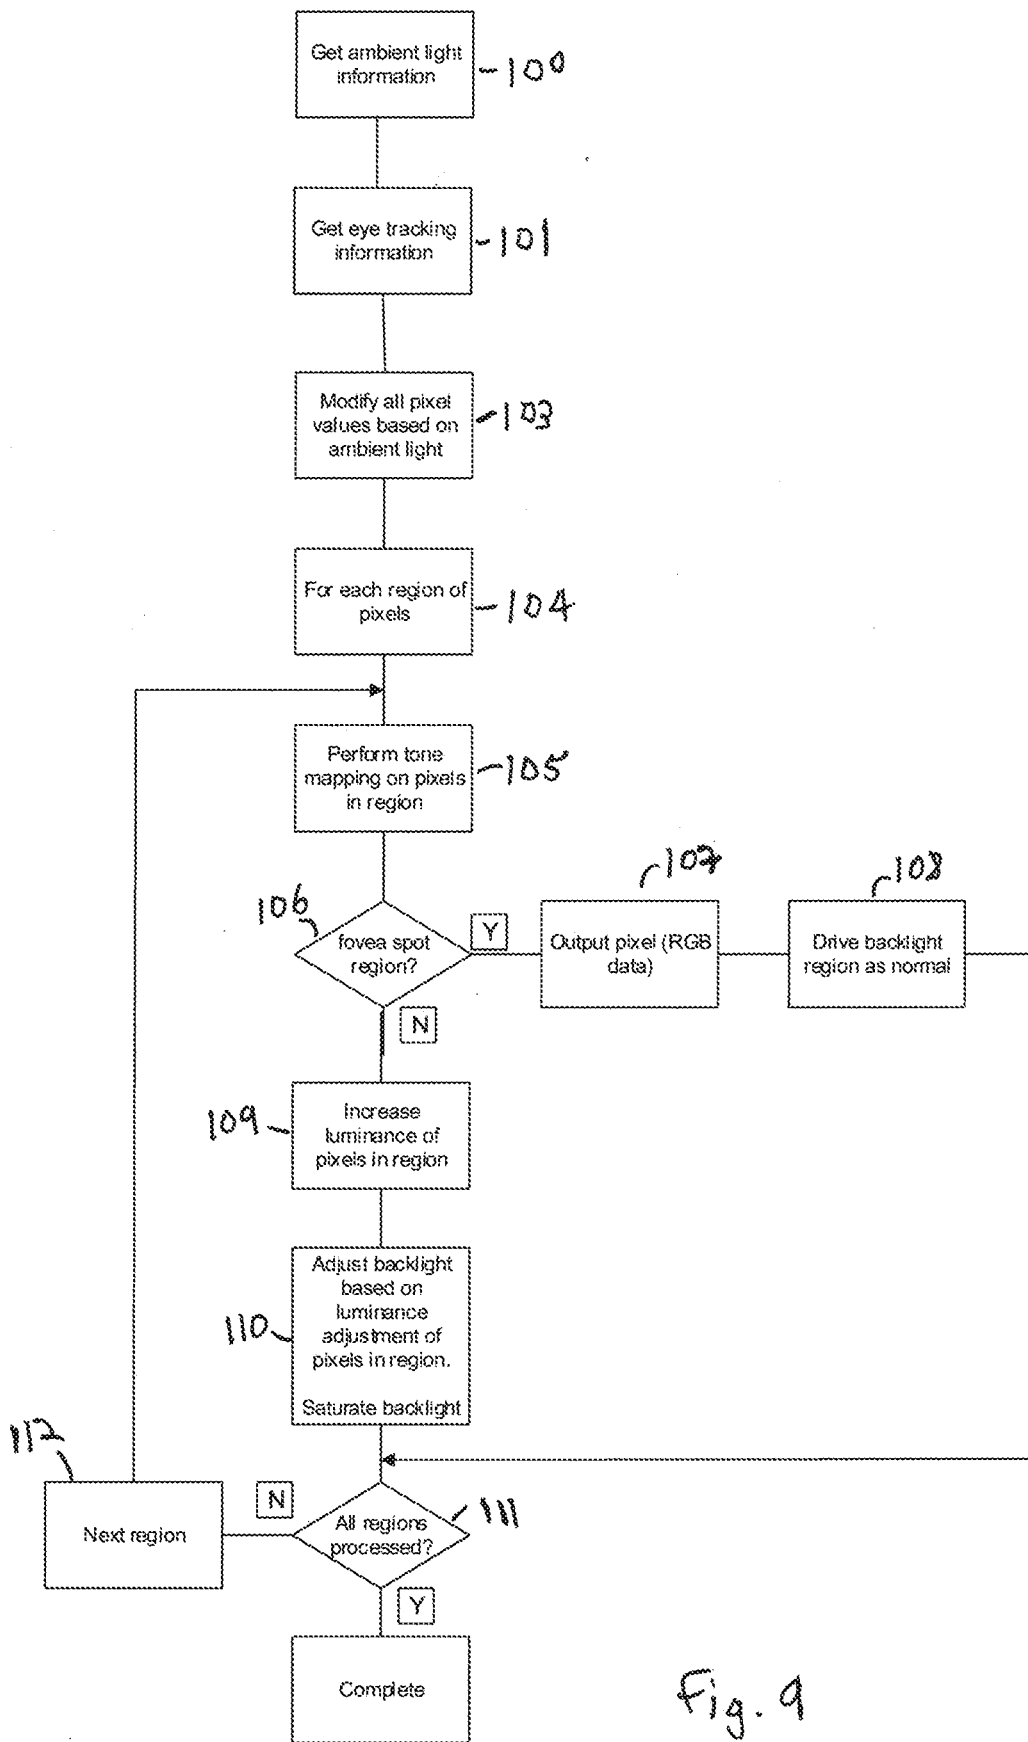 Get ambient light
information
100
Get eye tracking
information
101
Modify all pixel
values based on
ambient light
103
For each region of
pixels
104
Perform tone
mapping on pixels
in region
105
106
fovea spot
region?
Y
N
107
Output pixel (RGB
data)
108
Drive backlight
region as normal
109
Increase
luminance of
pixels in region
110
Adjust backlight
based on
luminance
adjustment of
pixels in region.
Saturate backlight
112
Next region
N
All regions
processed?
111
Y
Complete
Fig. 9